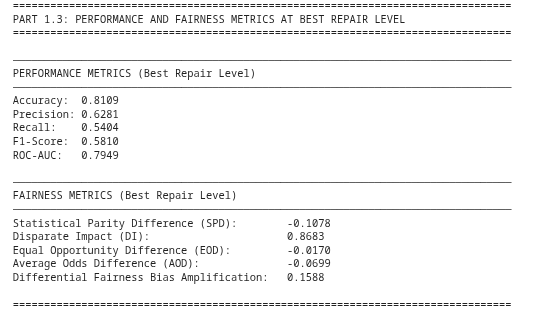 ================================================================================
PART 1.3: PERFORMANCE AND FAIRNESS METRICS AT BEST REPAIR LEVEL
================================================================================
────────────────────────────────────────────────────────────────────────────────
PERFORMANCE METRICS (Best Repair Level)
────────────────────────────────────────────────────────────────────────────────
Accuracy:  0.8109
Precision: 0.6281
Recall:    0.5404
F1-Score:  0.5810
ROC-AUC:   0.7949
────────────────────────────────────────────────────────────────────────────────
FAIRNESS METRICS (Best Repair Level)
────────────────────────────────────────────────────────────────────────────────
Statistical Parity Difference (SPD):        -0.1078
Disparate Impact (DI):                      0.8683
Equal Opportunity Difference (EOD):         -0.0170
Average Odds Difference (AOD):              -0.0699
Differential Fairness Bias Amplification:   0.1588
================================================================================